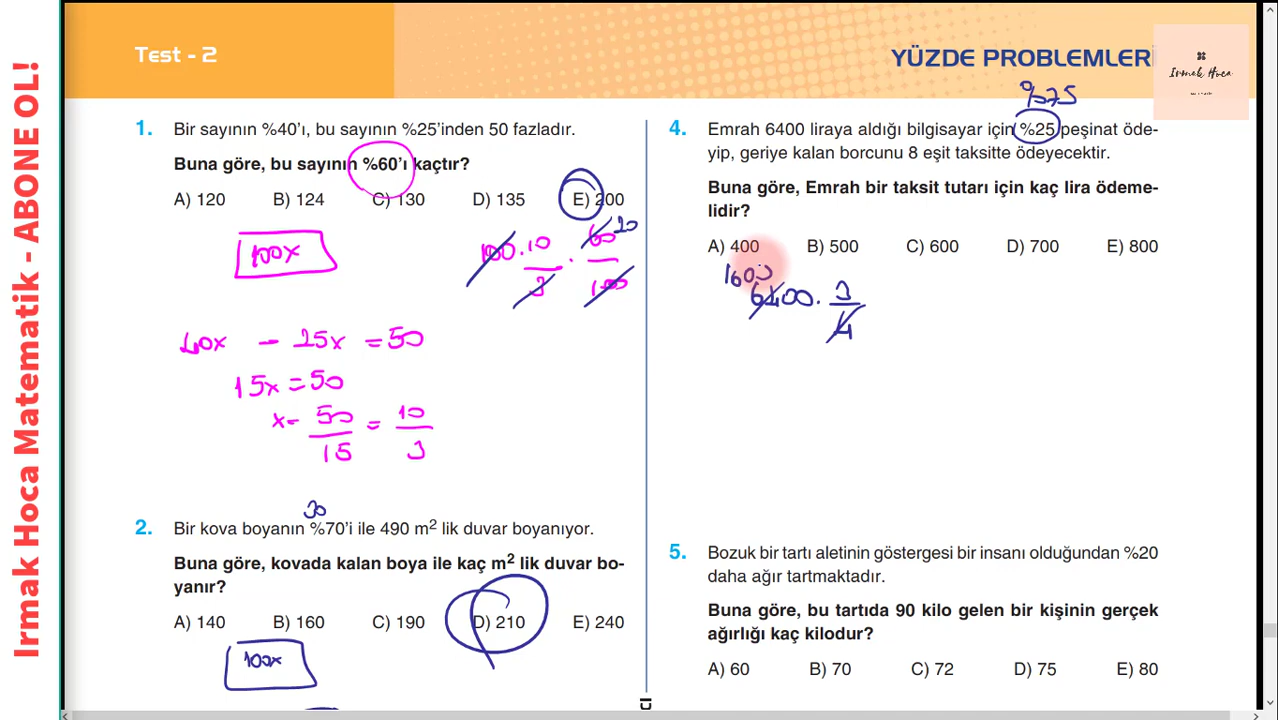 Irmak Hoca Matematik - ABONE OL!
Test - 2
YÜZDE PROBLEMLERİ
Irmak Hoca
1.
Bir sayının %40'ı, bu sayının %25'inden 50 fazladır.
Buna göre, bu sayının %60'ı kaçtır?
A) 120 B) 124 C) 130 D) 135 E) 200
100x
100 . 10/3 . 60/100
20
40x - 25x = 50
15x = 50
x = 50/15 = 10/3
30
2.
Bir kova boyanın %70'i ile 490 m² lik duvar boyanıyor.
Buna göre, kovada kalan boya ile kaç m² lik duvar bo-
yanır?
A) 140 B) 160 C) 190 D) 210 E) 240
100x
%75
4.
Emrah 6400 liraya aldığı bilgisayar için %25 peşinat öde-
yip, geriye kalan borcunu 8 eşit taksitte ödeyecektir.
Buna göre, Emrah bir taksit tutarı için kaç lira ödeme-
lidir?
A) 400 B) 500 C) 600 D) 700 E) 800
1600
6400 . 3/4
5.
Bozuk bir tartı aletinin göstergesi bir insanı olduğundan %20
daha ağır tartmaktadır.
Buna göre, bu tartıda 90 kilo gelen bir kişinin gerçek
ağırlığı kaç kilodur?
A) 60 B) 70 C) 72 D) 75 E) 80